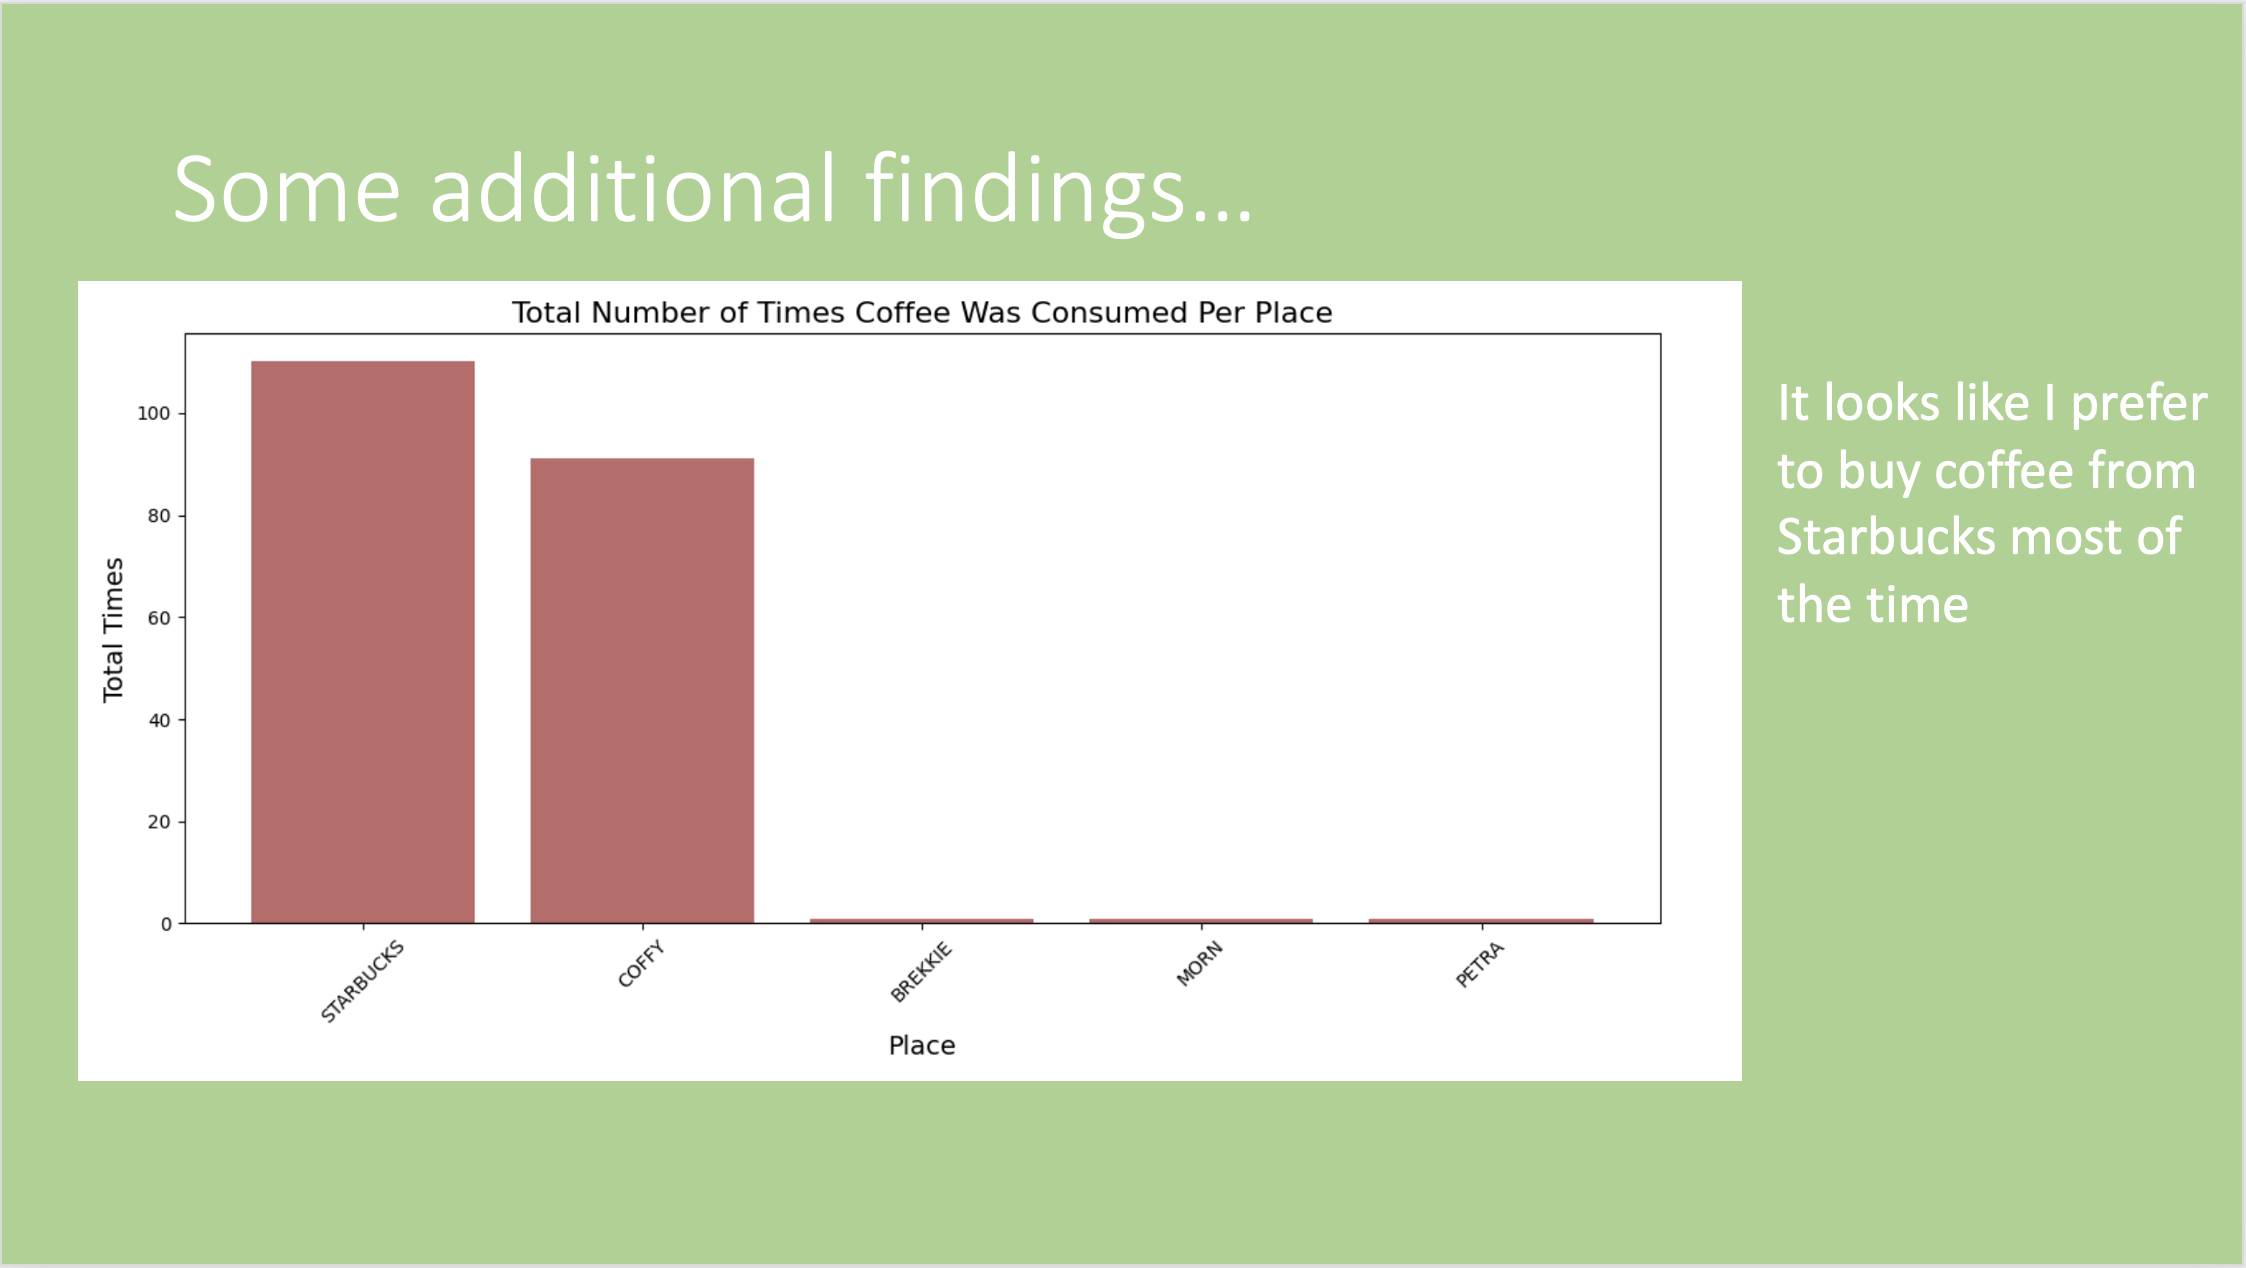 Some additional findings...
Total Number of Times Coffee Was Consumed Per Place
100
80
60
40
20
0
Total Times
STARBUCKS
COFFY
BREKKIE
MORN
PETRA
Place
It looks like I prefer
to buy coffee from
Starbucks most of
the time